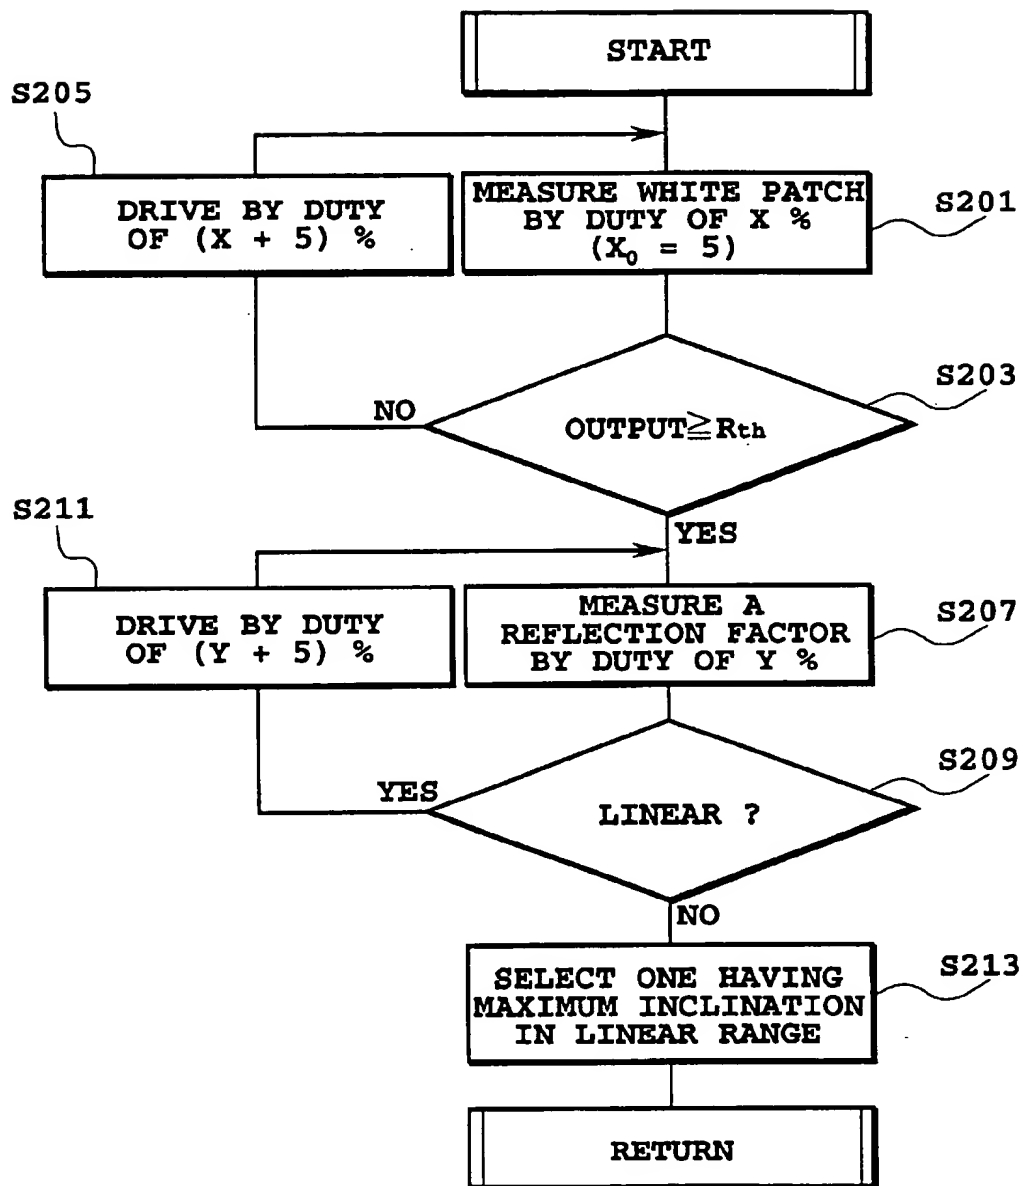 START
S205
DRIVE BY DUTY
OF (X + 5) %
MEASURE WHITE PATCH
BY DUTY OF X %
(X₀ = 5)
S201
S203
NO
OUTPUT≧Rth
YES
S211
DRIVE BY DUTY
OF (Y + 5) %
MEASURE A
REFLECTION FACTOR
BY DUTY OF Y %
S207
S209
YES
LINEAR ?
NO
S213
SELECT ONE HAVING
MAXIMUM INCLINATION
IN LINEAR RANGE
RETURN